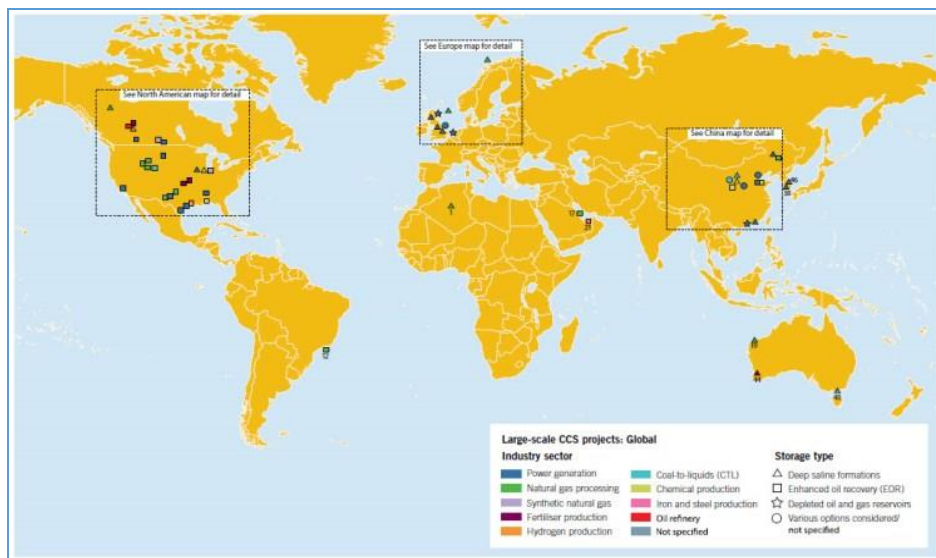 See Europe map for detail
See North American map for detail
See China map for detail
1
17
Large-scale CCS projects: Global
Industry sector
Storage type
Power generation
Coal-to-liquids (CTL)
Deep saline formations
Natural gas processing
Chemical production
Enhanced oil recovery (EOR)
Synthetic natural gas
Iron and steel production
Depleted oil and gas reservoirs
Fertiliser production
Oil refinery
Various options considered/
not specified
Hydrogen production
Not specified